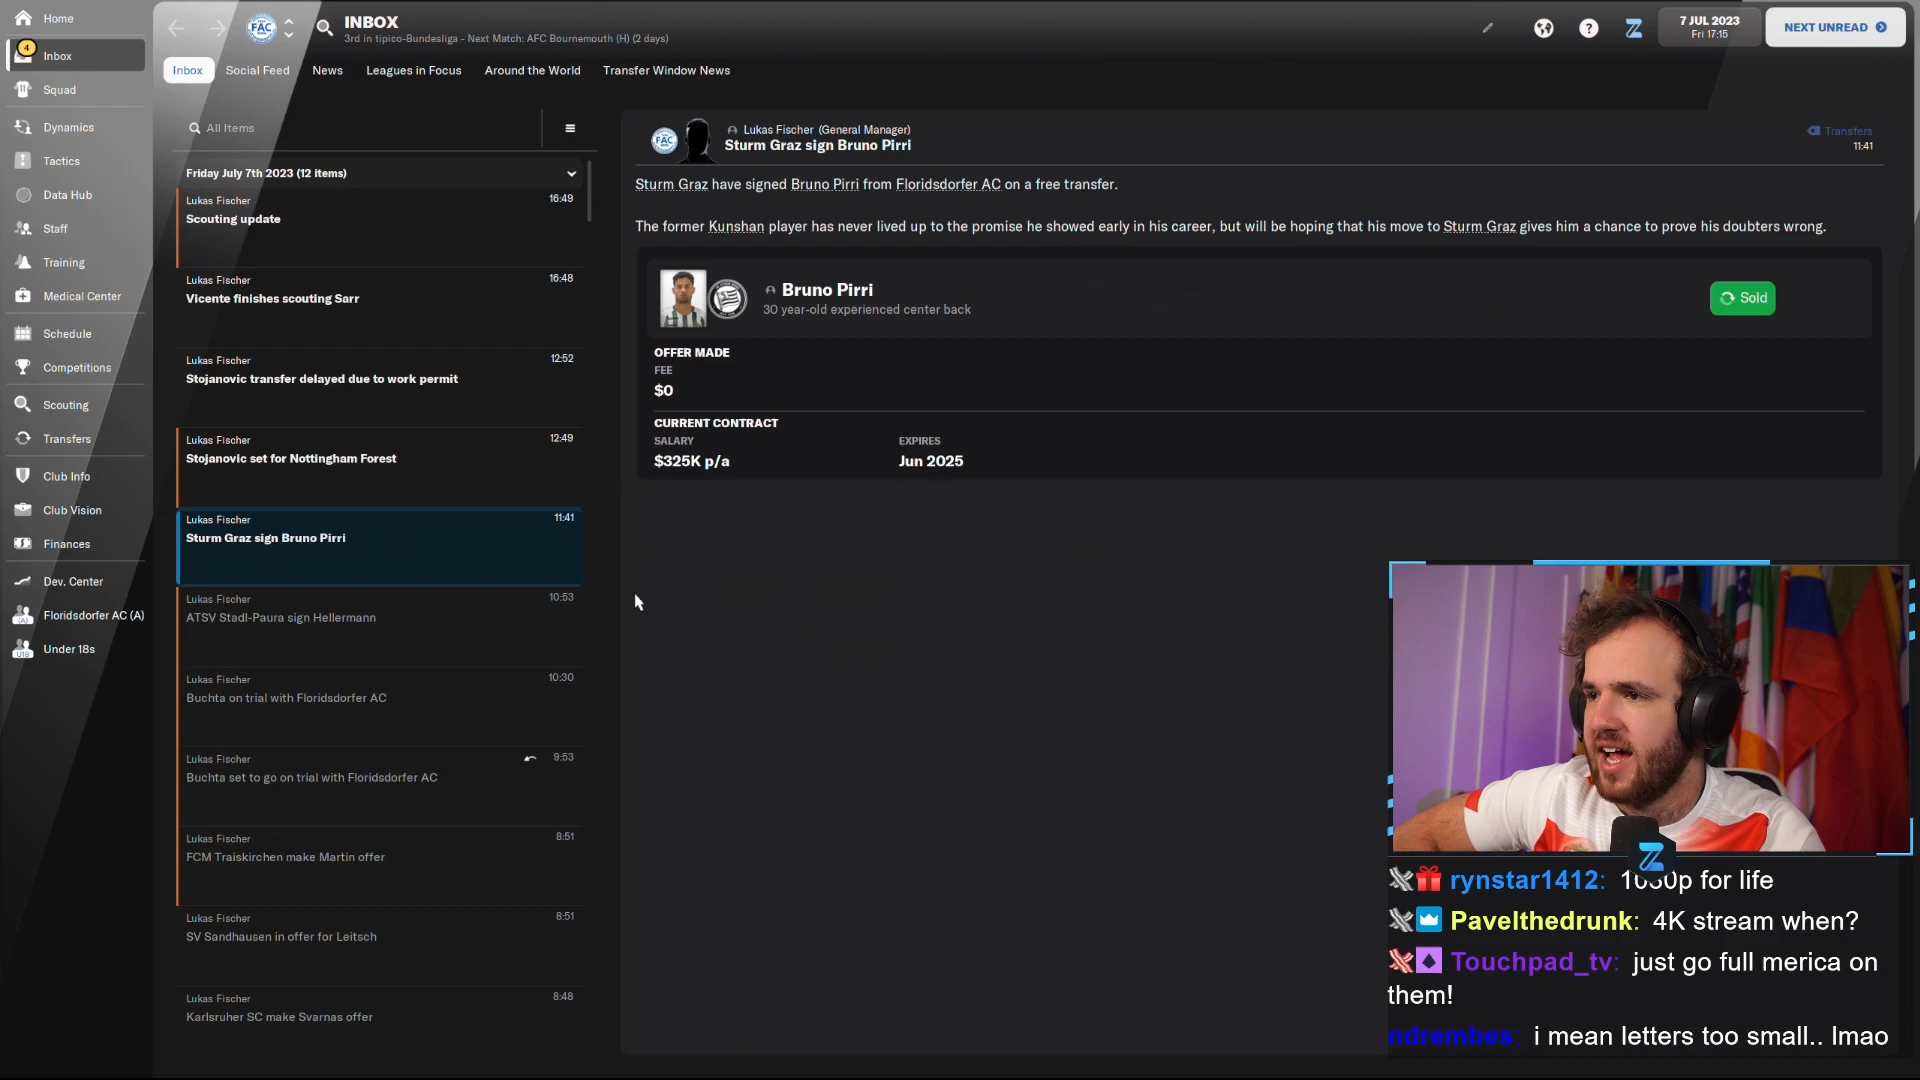 Home
4
Inbox
Squad
Dynamics
Tactics
Data Hub
Staff
Training
Medical Center
Schedule
Competitions
Scouting
Transfers
Club Info
Club Vision
Finances
Dev. Center
Floridsdorfer AC (A)
Under 18s
FAC
INBOX
3rd in tipico-Bundesliga - Next Match: AFC Bournemouth (H) (2 days)
7 JUL 2023
Fri 17:15
NEXT UNREAD
Inbox
Social Feed
News
Leagues in Focus
Around the World
Transfer Window News
All Items
Friday July 7th 2023 (12 items)
Lukas Fischer 16:49
Scouting update
Lukas Fischer 16:48
Vicente finishes scouting Sarr
Lukas Fischer 12:52
Stojanovic transfer delayed due to work permit
Lukas Fischer 12:49
Stojanovic set for Nottingham Forest
Lukas Fischer 11:41
Sturm Graz sign Bruno Pirri
Lukas Fischer 10:53
ATSV Stadl-Paura sign Hellermann
Lukas Fischer 10:30
Buchta on trial with Floridsdorfer AC
Lukas Fischer 9:53
Buchta set to go on trial with Floridsdorfer AC
Lukas Fischer 8:51
FCM Traiskirchen make Martin offer
Lukas Fischer 8:51
SV Sandhausen in offer for Leitsch
Lukas Fischer 8:48
Karlsruher SC make Svarnas offer
FAC
Lukas Fischer (General Manager)
Sturm Graz sign Bruno Pirri
Transfers
11:41
Sturm Graz have signed Bruno Pirri from Floridsdorfer AC on a free transfer.
The former Kunshan player has never lived up to the promise he showed early in his career, but will be hoping that his move to Sturm Graz gives him a chance to prove his doubters wrong.
Bruno Pirri
30 year-old experienced center back
Sold
OFFER MADE
FEE
$0
CURRENT CONTRACT
SALARY EXPIRES
$325K p/a Jun 2025
rynstar1412: 1080p for life
Pavelthedrunk: 4K stream when?
Touchpad_tv: just go full merica on
them!
ndrembes: i mean letters too small.. lmao